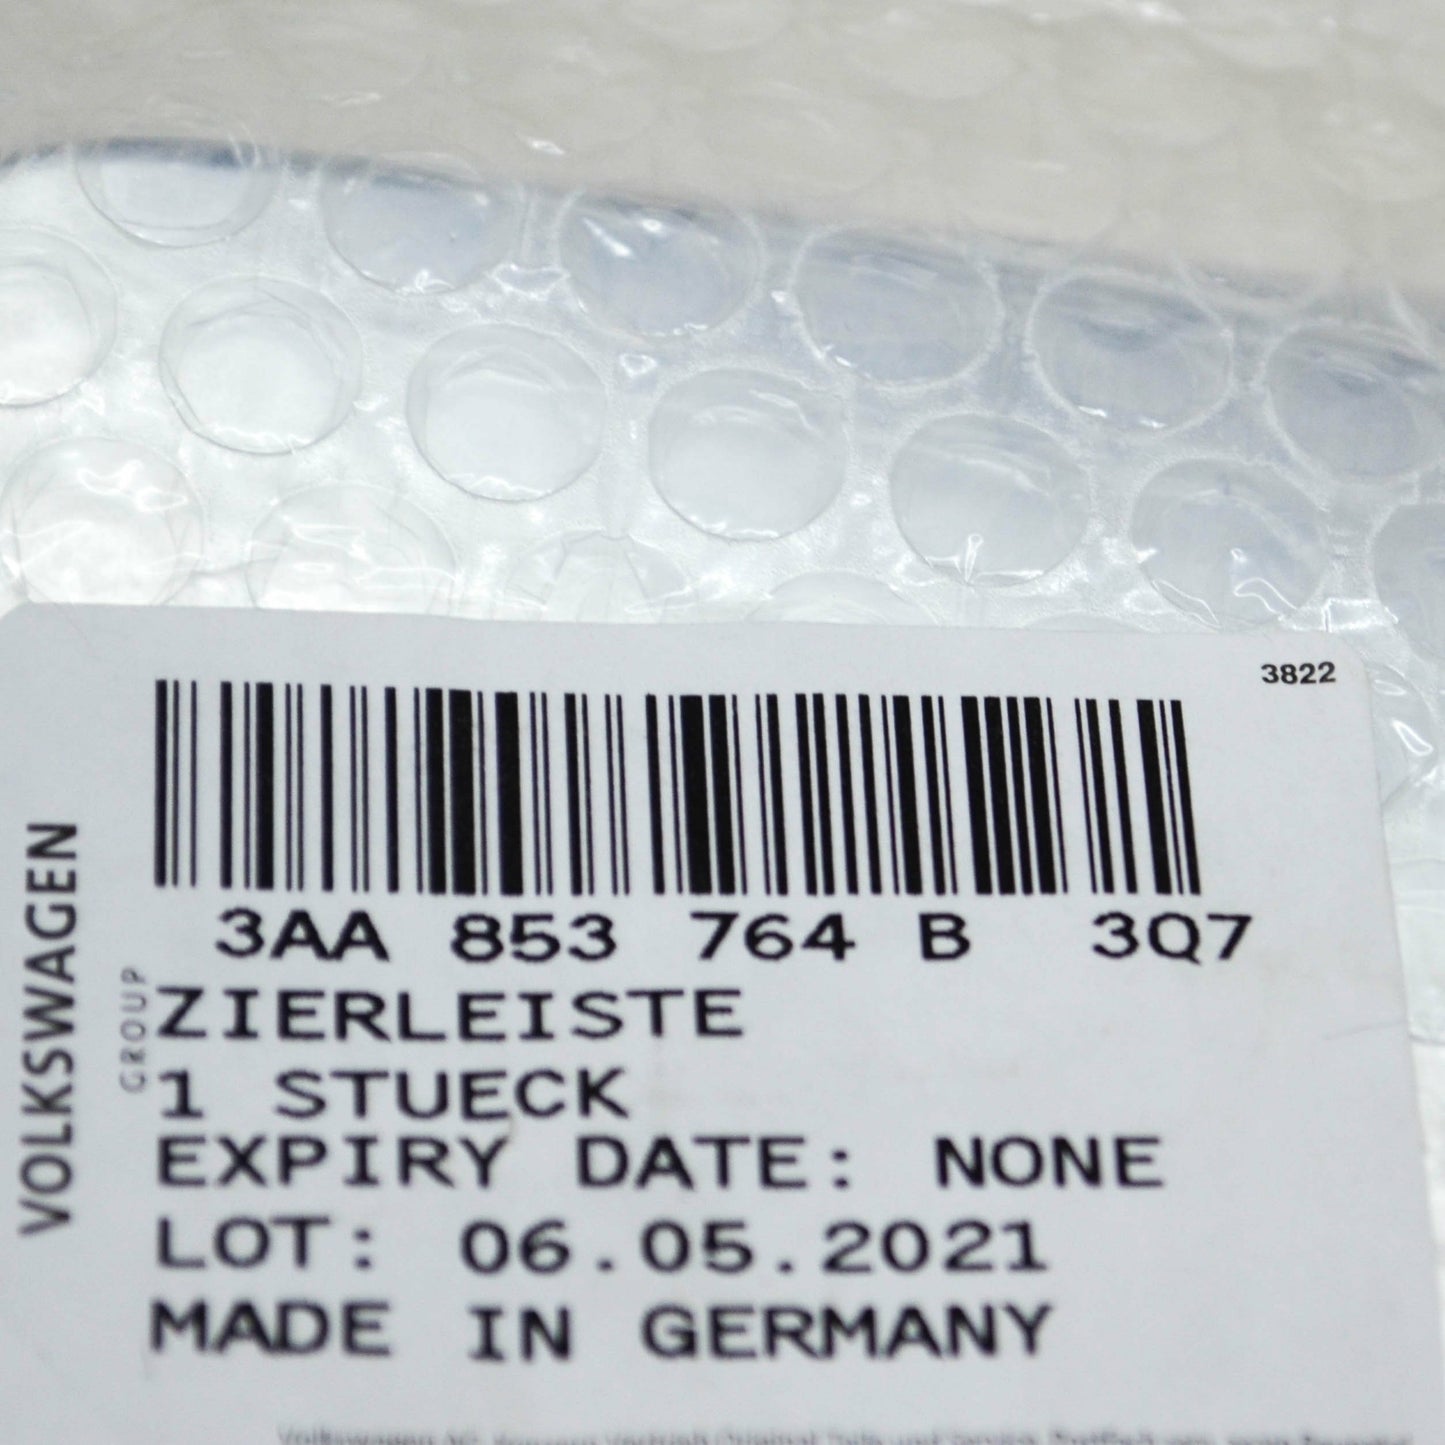 3822
3AA 853 764 B 3Q7
ZIERLEISTE
1 STUECK
EXPIRY DATE: NONE
LOT: 06.05.2021
MADE IN GERMANY
VOLKSWAGEN
GROUP